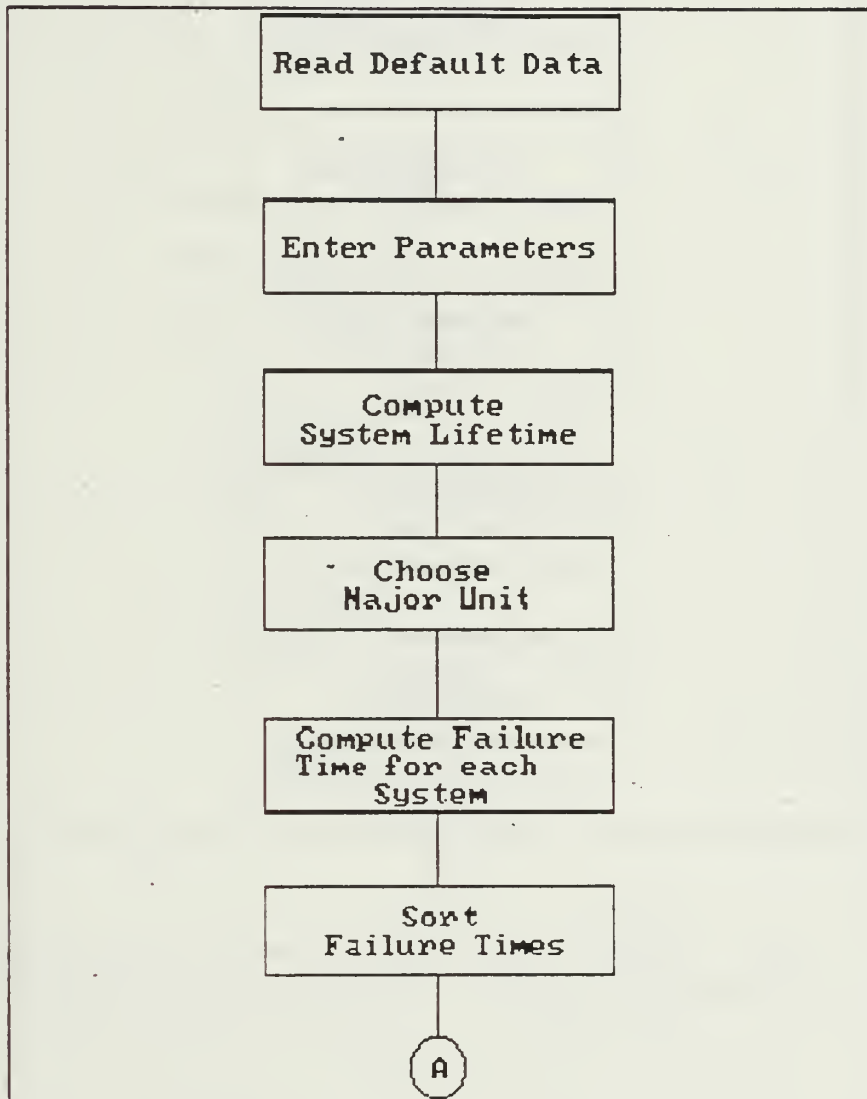 Read Default Data
Enter Parameters
Compute
System Lifetime
Choose
Major Unit
Compute Failure
Time for each
System
Sort
Failure Times
A